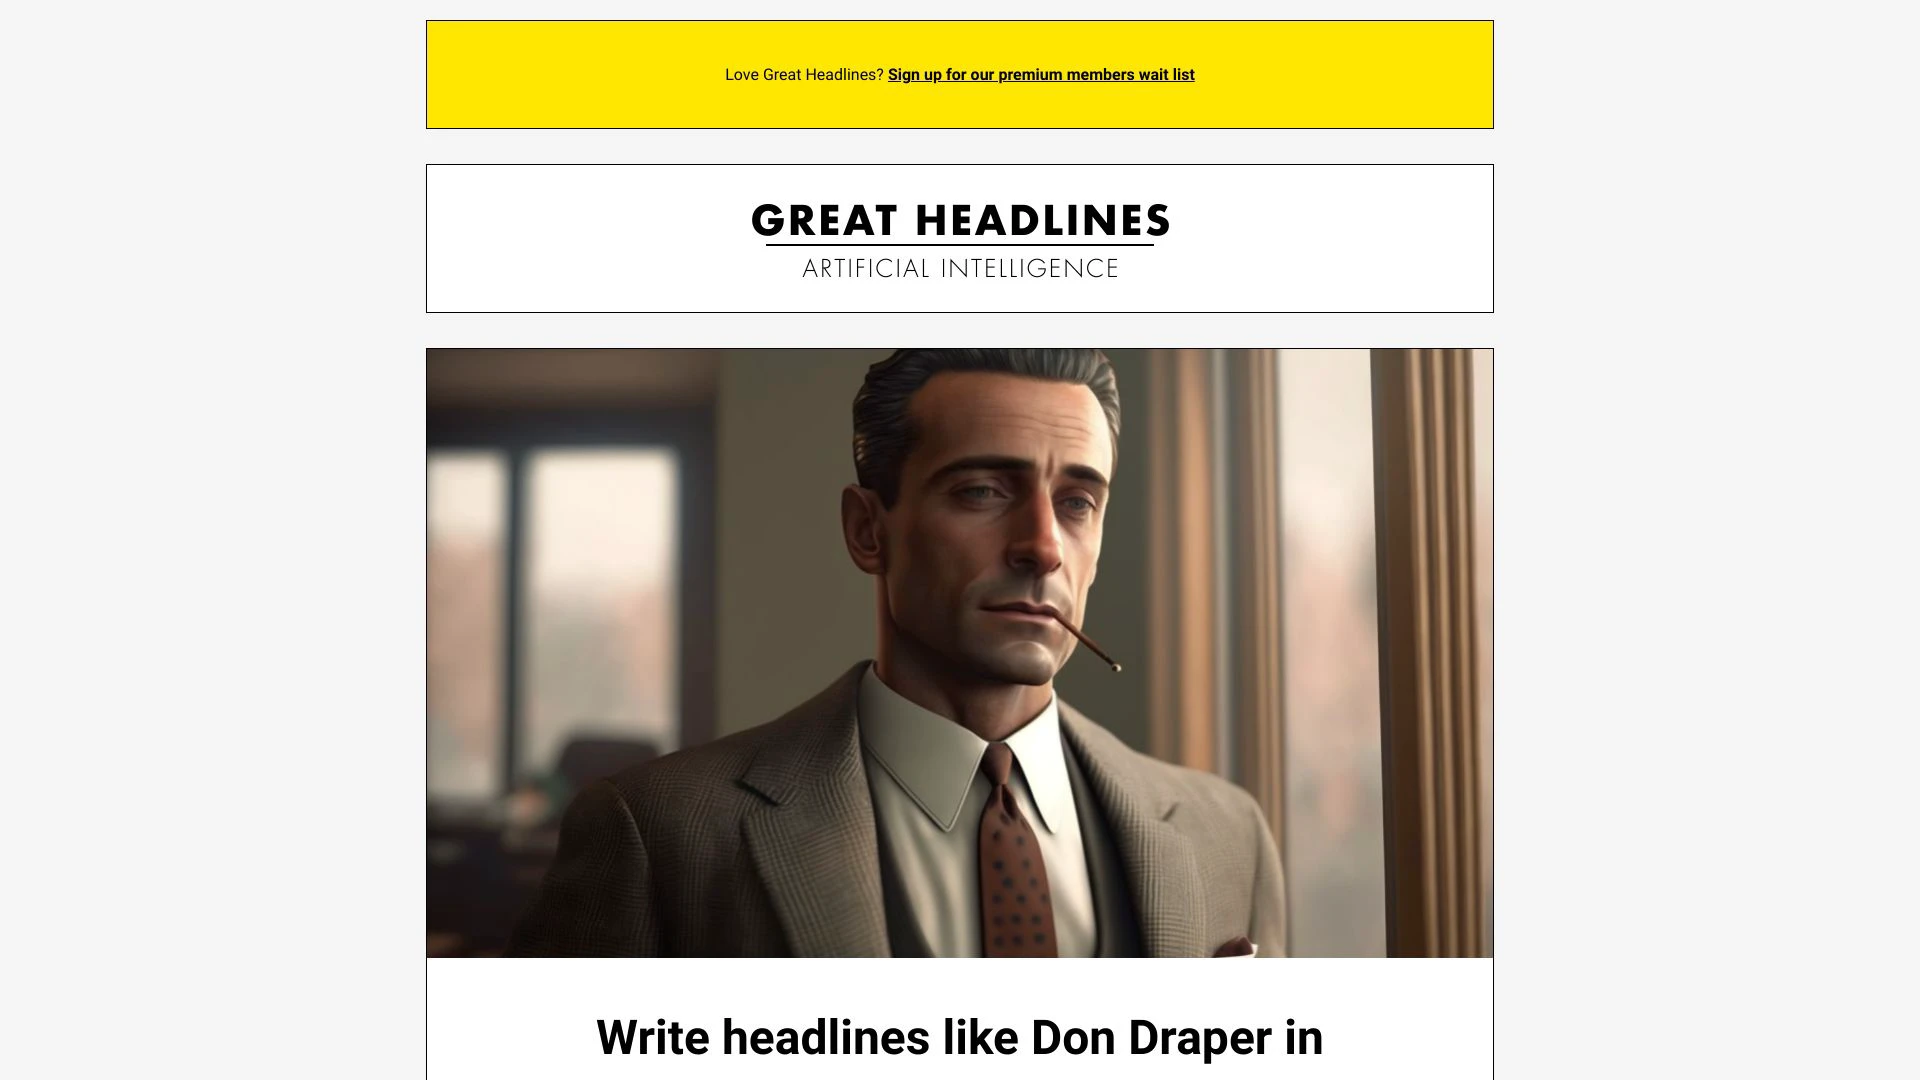 Love Great Headlines? Sign up for our premium members wait list
GREAT HEADLINES
ARTIFICIAL INTELLIGENCE
Write headlines like Don Draper in